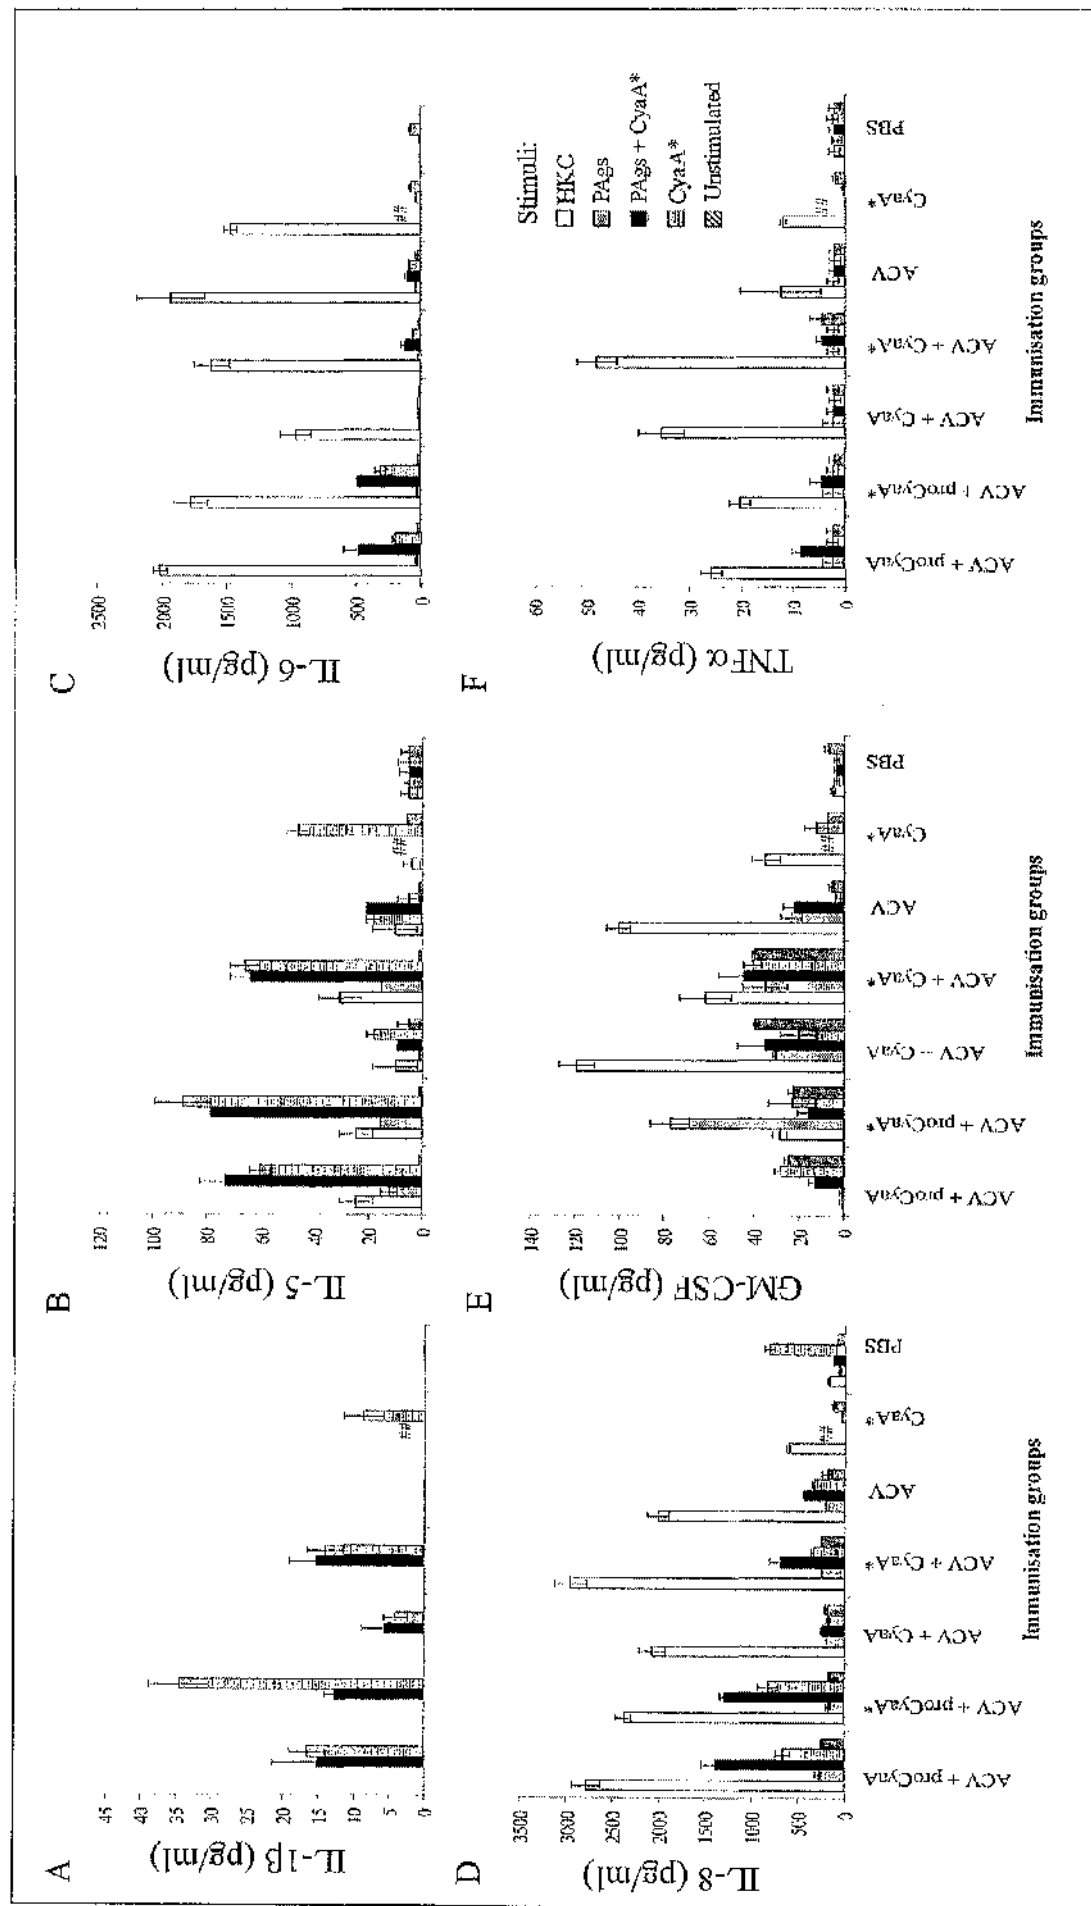 A
IL-1β (pg/ml)
45
40
35
30
25
20
15
10
5
0
##
B
IL-5 (pg/ml)
120
100
80
60
40
20
0
##
C
IL-6 (pg/ml)
2500
2000
1500
1000
500
0
##
D
IL-8 (pg/ml)
3500
3000
2500
2000
1500
1000
500
0
##
ACV + proCyaA
ACV + proCyaA*
ACV + CyaA
ACV + CyaA*
ACV
CyaA*
PBS
Immunisation groups
E
GM-CSF (pg/ml)
140
120
100
80
60
40
20
0
##
ACV + proCyaA
ACV + proCyaA*
ACV – CyaA
ACV + CyaA*
ACV
CyaA*
PBS
Immunisation groups
F
TNFα (pg/ml)
60
50
40
30
20
10
0
##
ACV + proCyaA
ACV + proCyaA*
ACV + CyaA
ACV + CyaA*
ACV
CyaA*
PBS
Immunisation groups
Stimuli:
HKC
PAgs
PAgs + CyaA*
CyaA*
Unstimulated